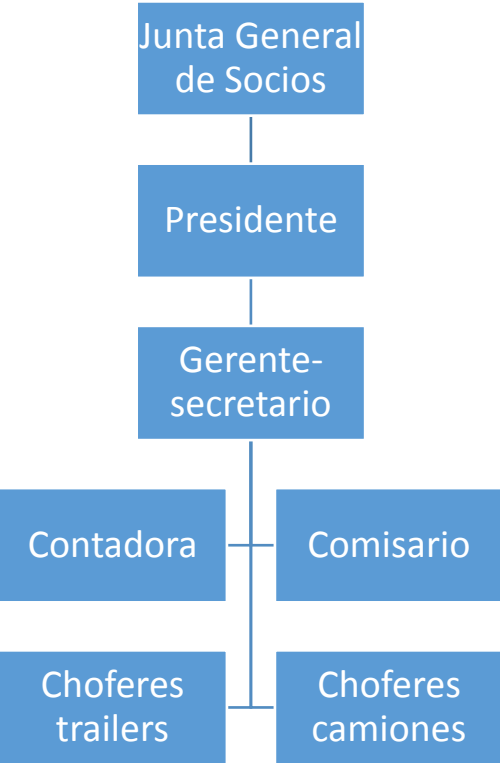 Junta General
de Socios
Presidente
Gerente-
secretario
Contadora
Comisario
Choferes
trailers
Choferes
camiones